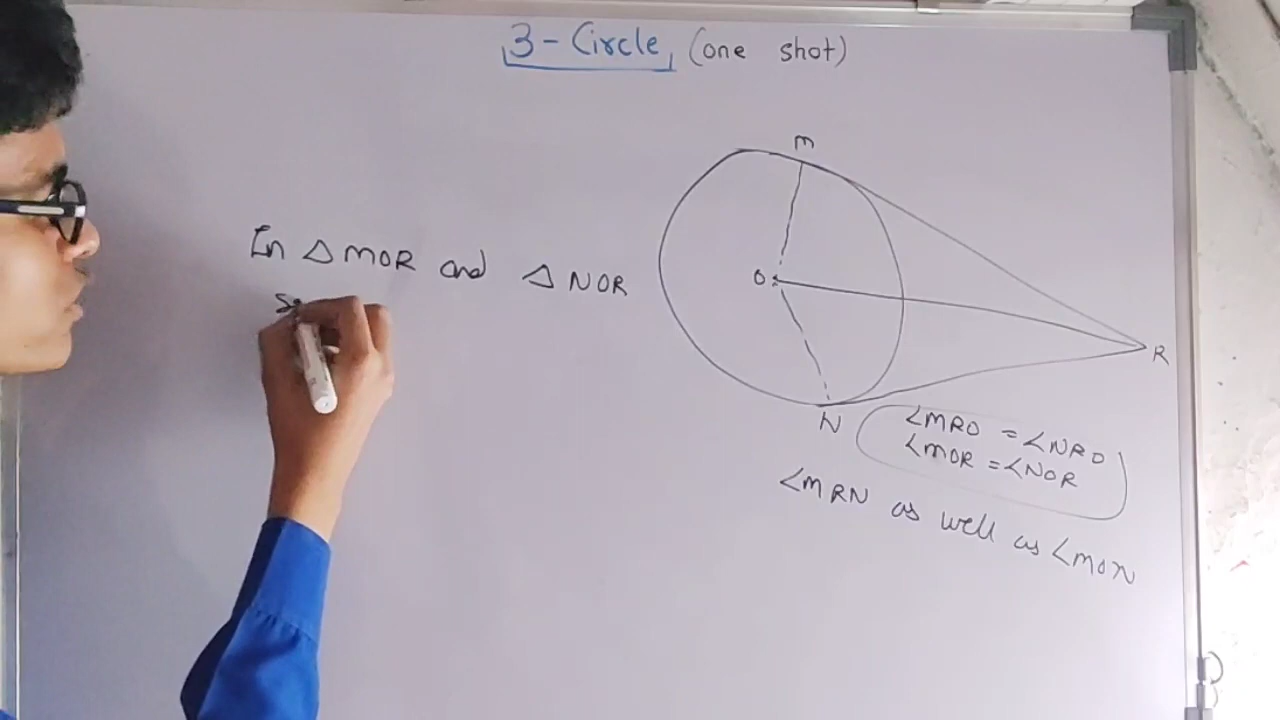 3-Circle (one shot)
M
In △MOR and △NOR
O
R
N
∠MRO = ∠NRO
∠MOR = ∠NOR
∠MRN as well as ∠MON